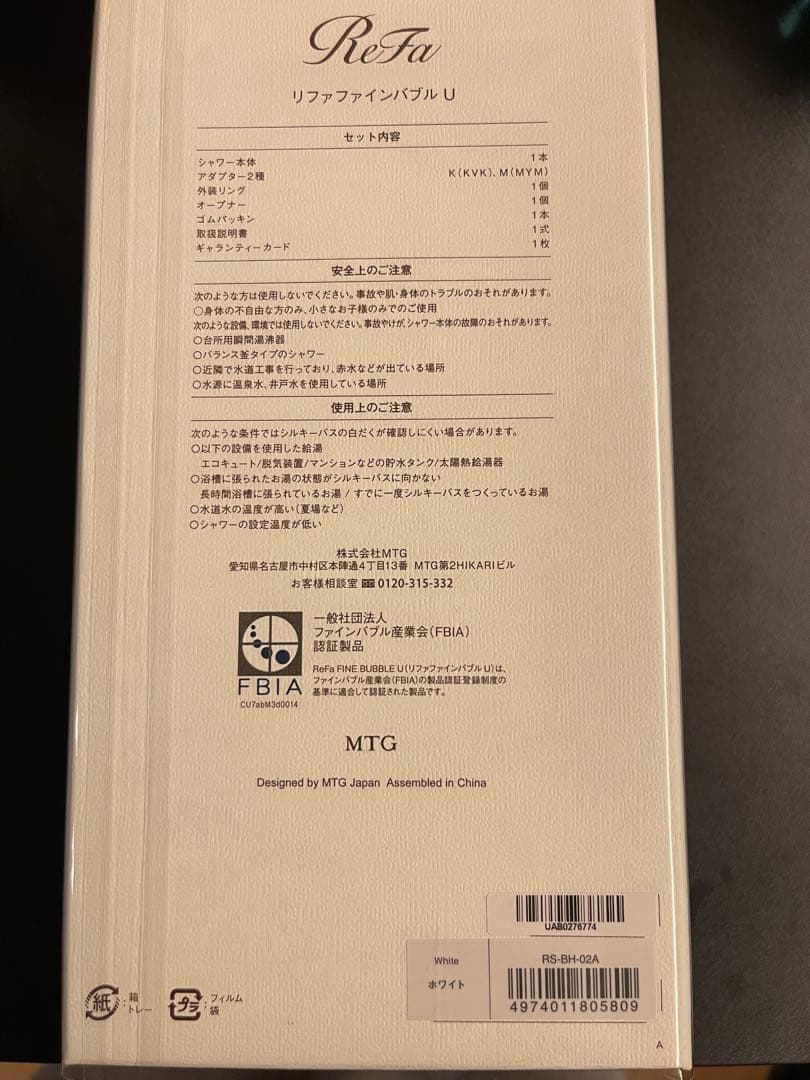 ReFa
リファファインバブル U
セット内容
シャワー本体 1本
アダプター2種 K(KVK)、M(MYM)
外装リング 1個
オープナー 1個
ゴムパッキン 1本
取扱説明書 1式
ギャランティーカード 1枚
安全上のご注意
次のような方は使用しないでください。事故や肌・身体のトラブルのおそれがあります。
○身体の不自由な方のみ、小さなお子様のみでのご使用
次のような設備、環境では使用しないでください。事故やけが、シャワー本体の故障のおそれがあります。
○台所用瞬間湯沸器
○バランス釜タイプのシャワー
○近隣で水道工事を行っており、赤水などが出ている場所
○水源に温泉水、井戸水を使用している場所
使用上のご注意
次のような条件ではシルキーバスの白だくが確認しにくい場合があります。
○以下の設備を使用した給湯
エコキュート/脱気装置/マンションなどの貯水タンク/太陽熱給湯器
○浴槽に張られたお湯の状態がシルキーバスに向かない
長時間浴槽に張られているお湯 / すでに一度シルキーバスをつくっているお湯
○水道水の温度が高い(夏場など)
○シャワーの設定温度が低い
株式会社MTG
愛知県名古屋市中村区本陣通4丁目13番 MTG第2HIKARIビル
お客様相談室 0120-315-332
一般社団法人
ファインバブル産業会(FBIA)
認証製品
FBIA
CU7abM3d0014
ReFa FINE BUBBLE U(リファファインバブル U)は、
ファインバブル産業会(FBIA)の製品認証登録制度の
基準に適合して認証された製品です。
MTG
Designed by MTG Japan Assembled in China
UAB0276774
White
ホワイト
RS-BH-02A
4974011805809
紙:箱
トレー
プラ:フィルム
袋
A